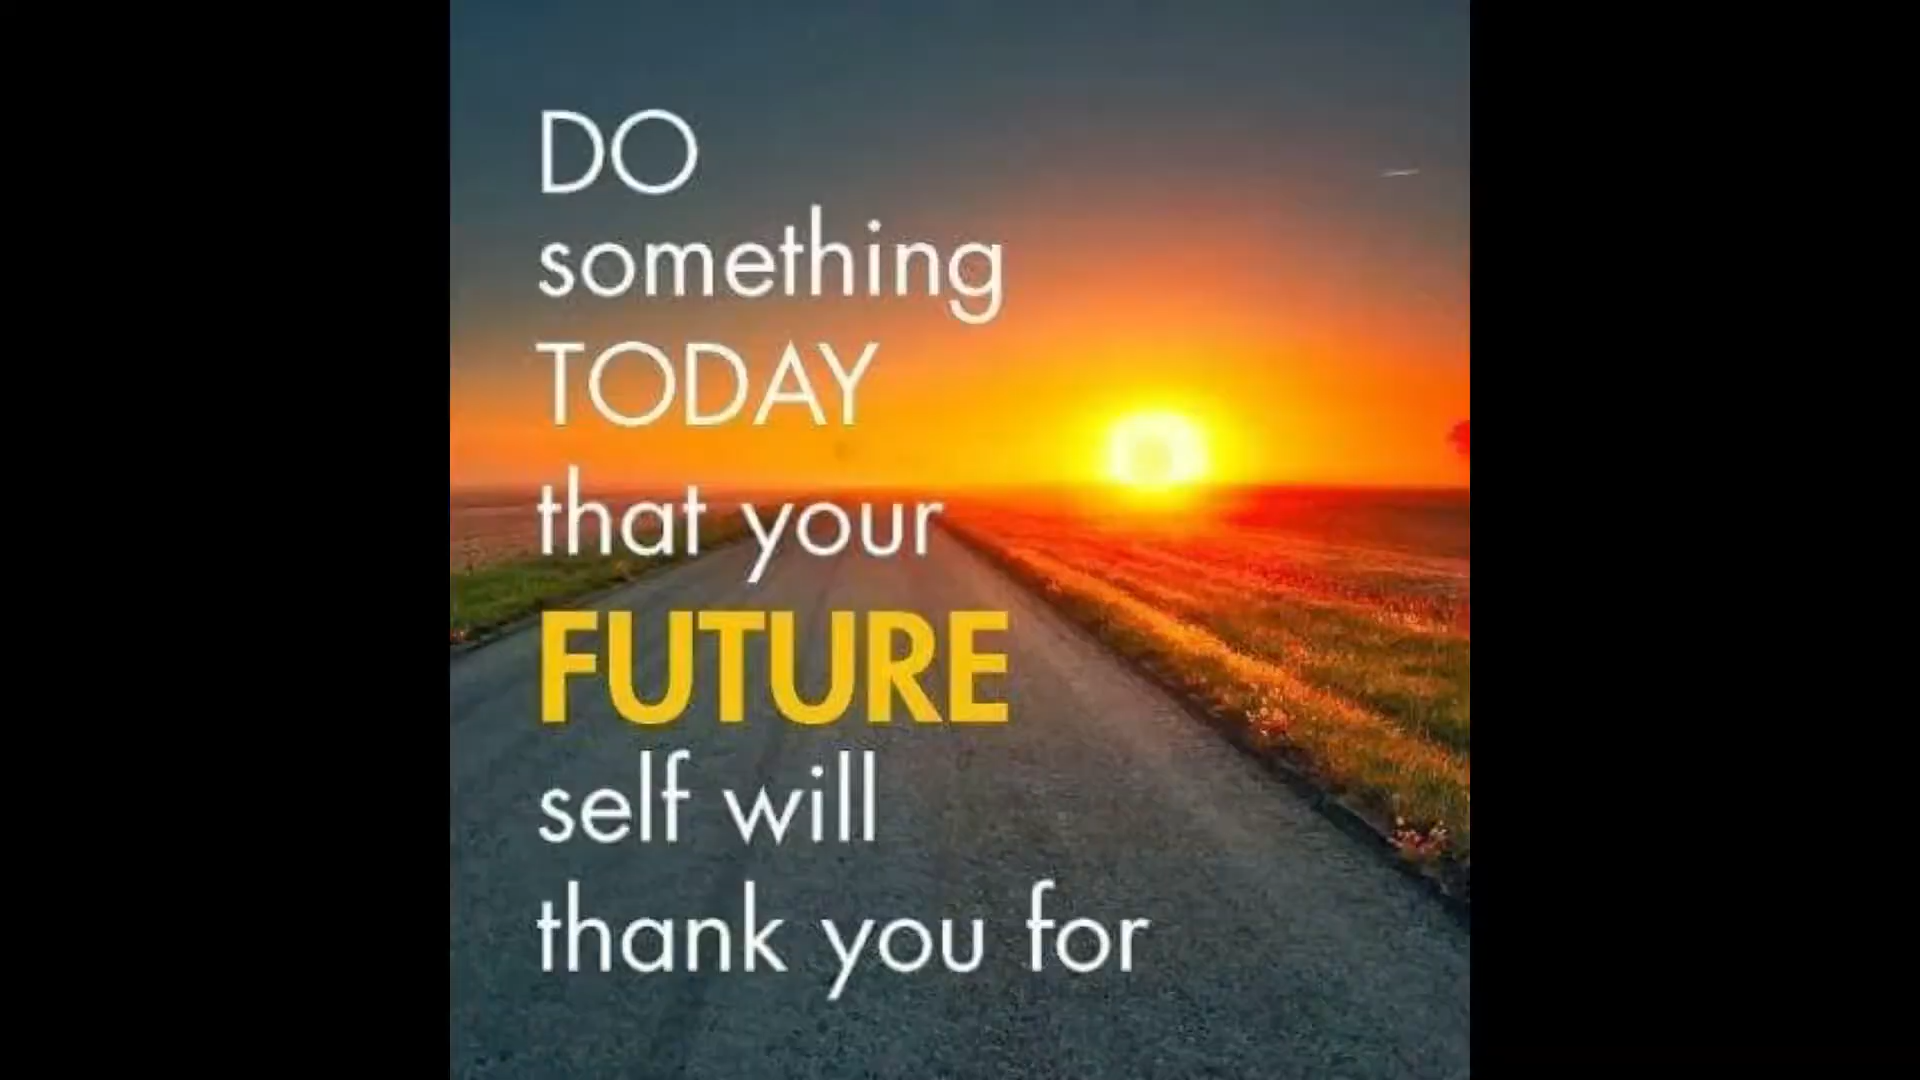 DO
something
TODAY
that your
FUTURE
self will
thank you for